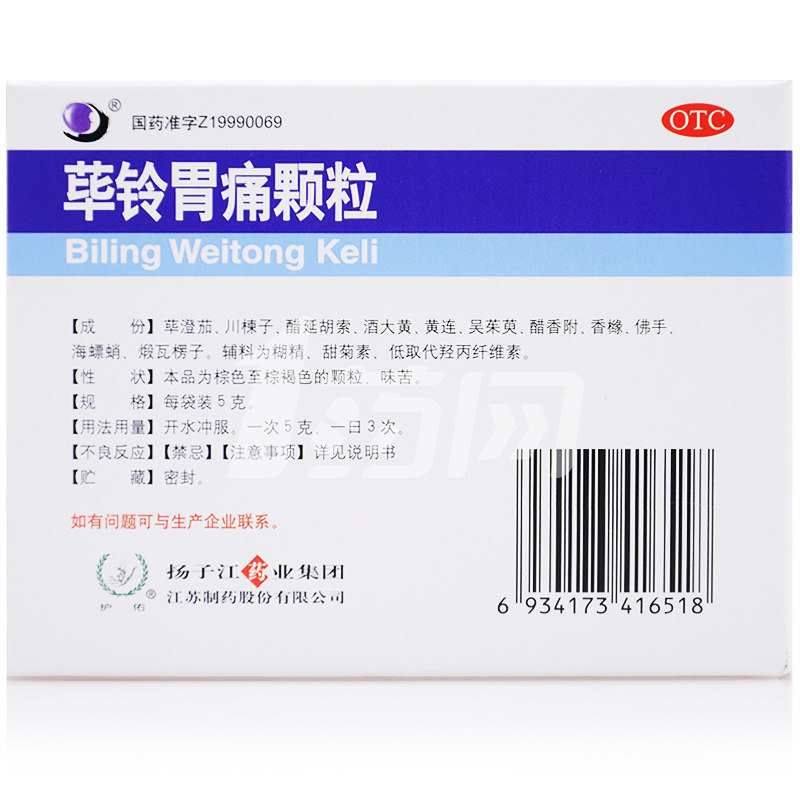 ®
国药准字Z19990069
OTC
荜铃胃痛颗粒
Biling Weitong Keli
【成 份】荜澄茄、川楝子、醋延胡索、酒大黄、黄连、吴茱萸、醋香附、香橼、佛手、
海螵蛸、煅瓦楞子。辅料为糊精、甜菊素、低取代羟丙纤维素。
【性 状】本品为棕色至棕褐色的颗粒，味苦。
【规 格】每袋装5克。
【用法用量】开水冲服。一次5克，一日3次。
【不良反应】【禁忌】【注意事项】详见说明书
【贮 藏】密封。
如有问题可与生产企业联系。
扬子江药业集团
江苏制药股份有限公司
护佑®
6 934173 416518
1药网